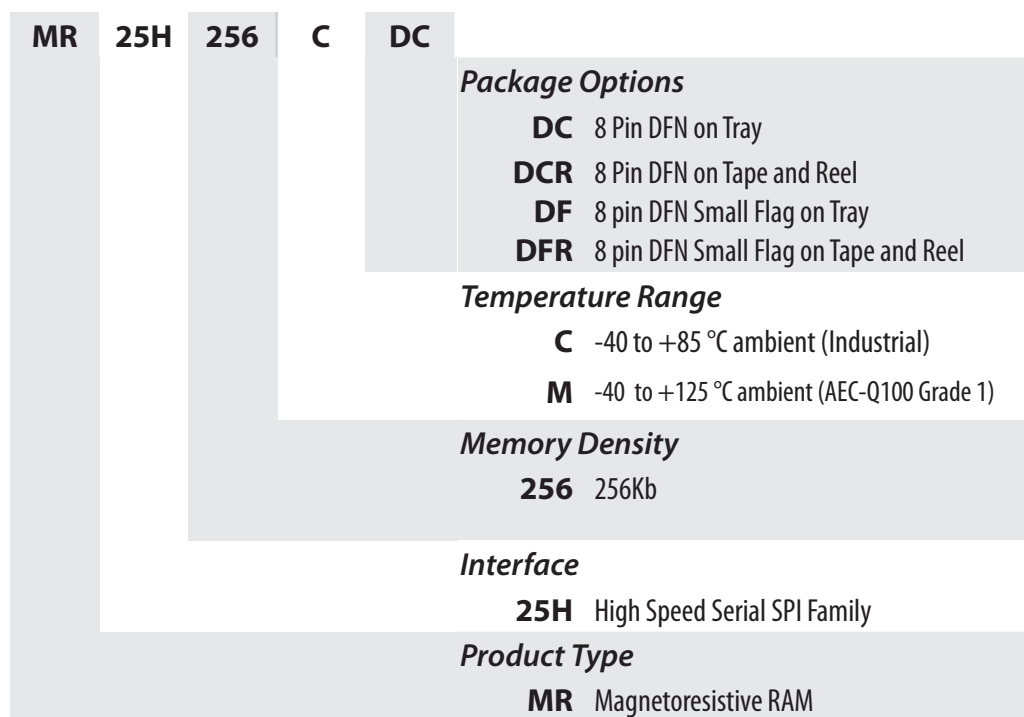 MR 25H 256 C DC
Package Options
DC 8 Pin DFN on Tray
DCR 8 Pin DFN on Tape and Reel
DF 8 pin DFN Small Flag on Tray
DFR 8 pin DFN Small Flag on Tape and Reel
Temperature Range
C -40 to +85 °C ambient (Industrial)
M -40 to +125 °C ambient (AEC-Q100 Grade 1)
Memory Density
256 256Kb
Interface
25H High Speed Serial SPI Family
Product Type
MR Magnetoresistive RAM